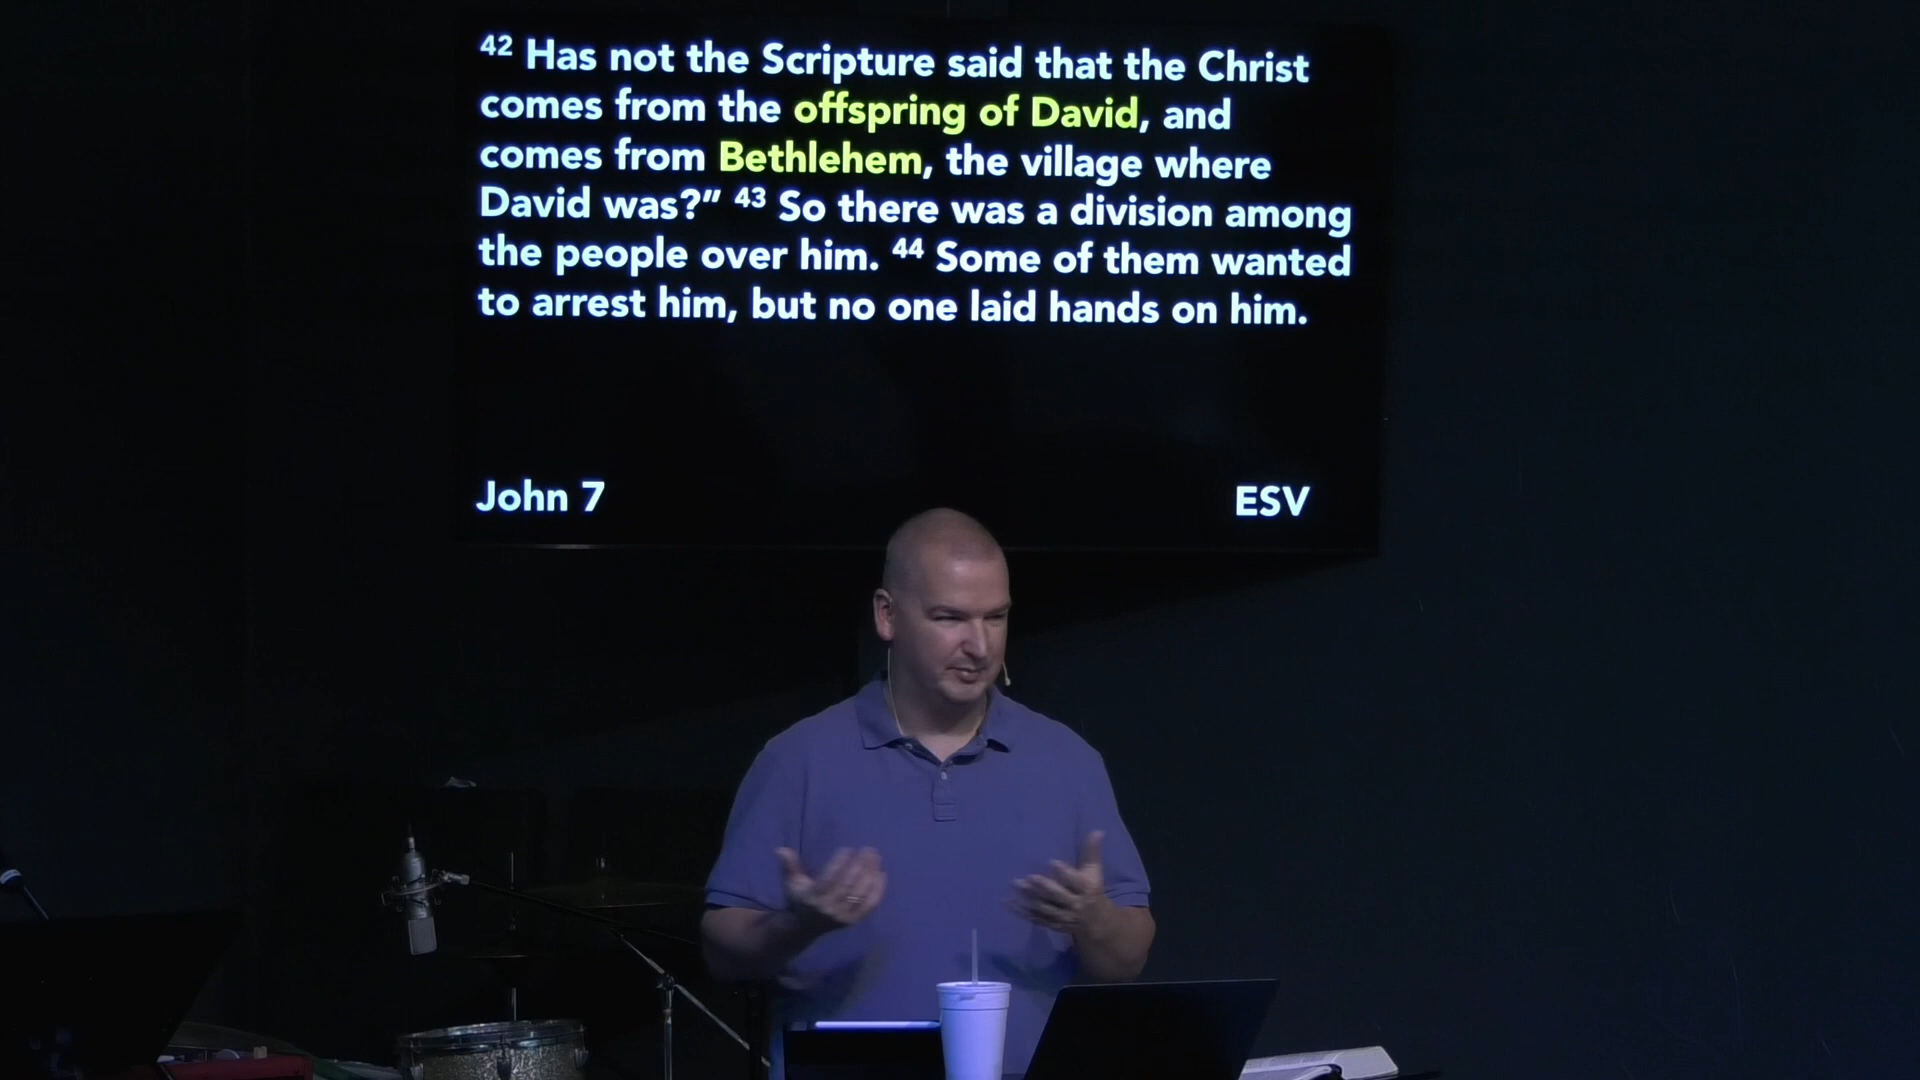 42 Has not the Scripture said that the Christ
comes from the offspring of David, and
comes from Bethlehem, the village where
David was?” 43 So there was a division among
the people over him. 44 Some of them wanted
to arrest him, but no one laid hands on him.
John 7
ESV